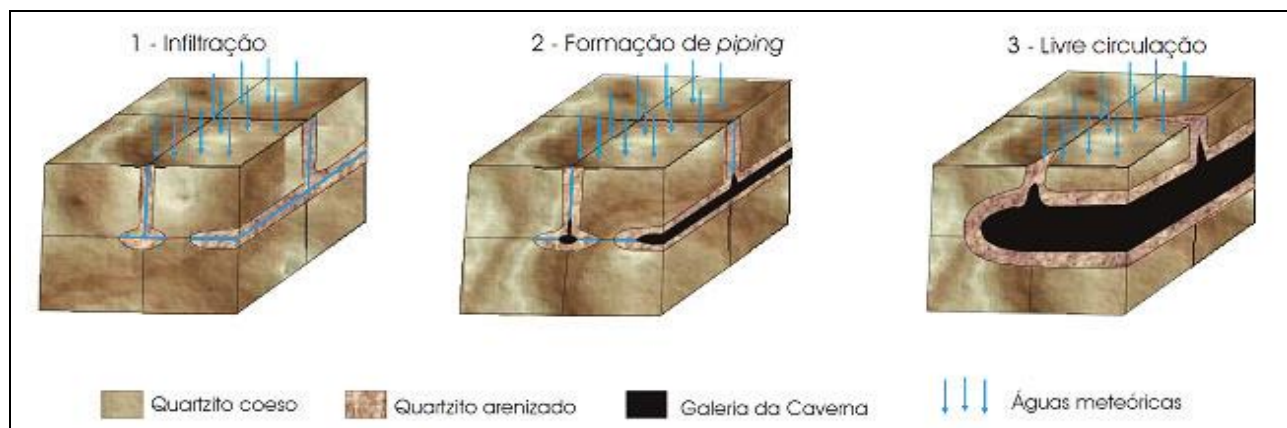 1 - Infiltração
2 - Formação de piping
3 - Livre circulação
Quartzito coeso
Quartzito arenizado
Galeria da Caverna
Águas meteóricas